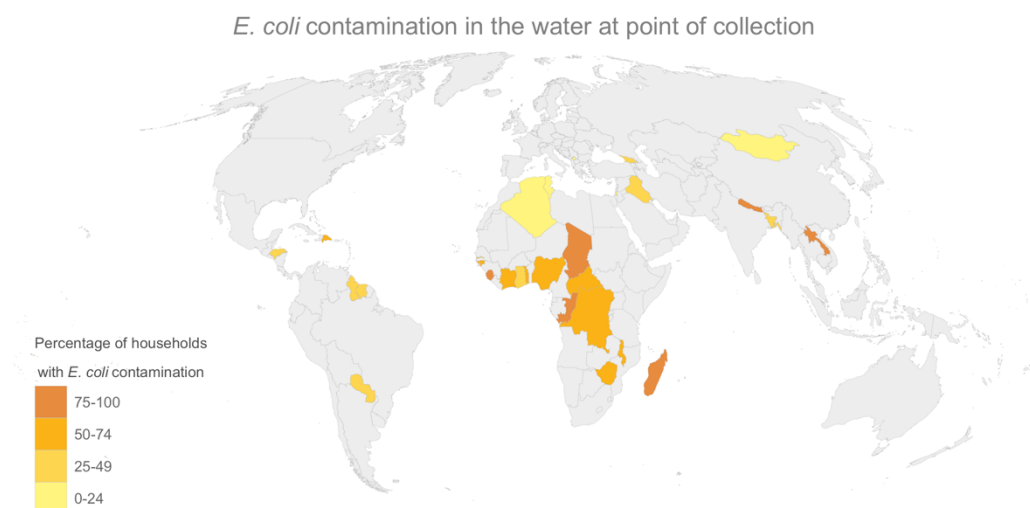 E. coli contamination in the water at point of collection
Percentage of households
with E. coli contamination
75-100
50-74
25-49
0-24